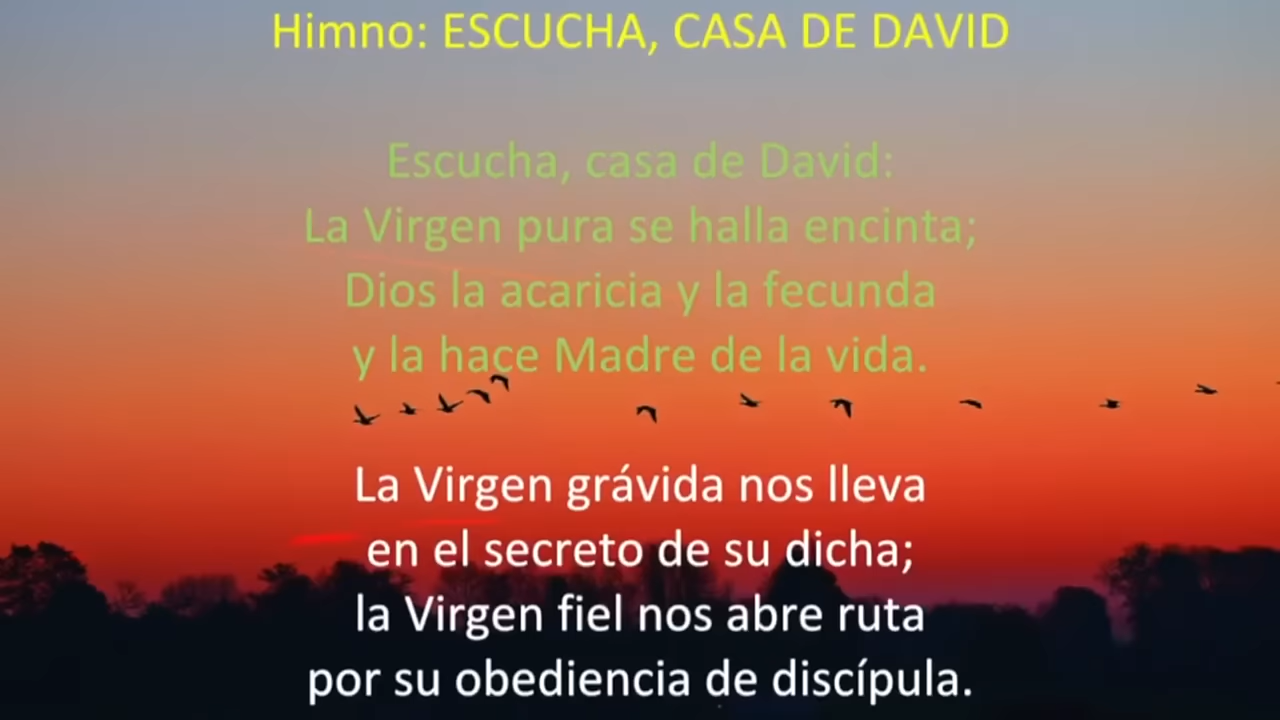 Himno: ESCUCHA, CASA DE DAVID
Escucha, casa de David:
La Virgen pura se halla encinta;
Dios la acaricia y la fecunda
y la hace Madre de la vida.
La Virgen grávida nos lleva
en el secreto de su dicha;
la Virgen fiel nos abre ruta
por su obediencia de discípula.